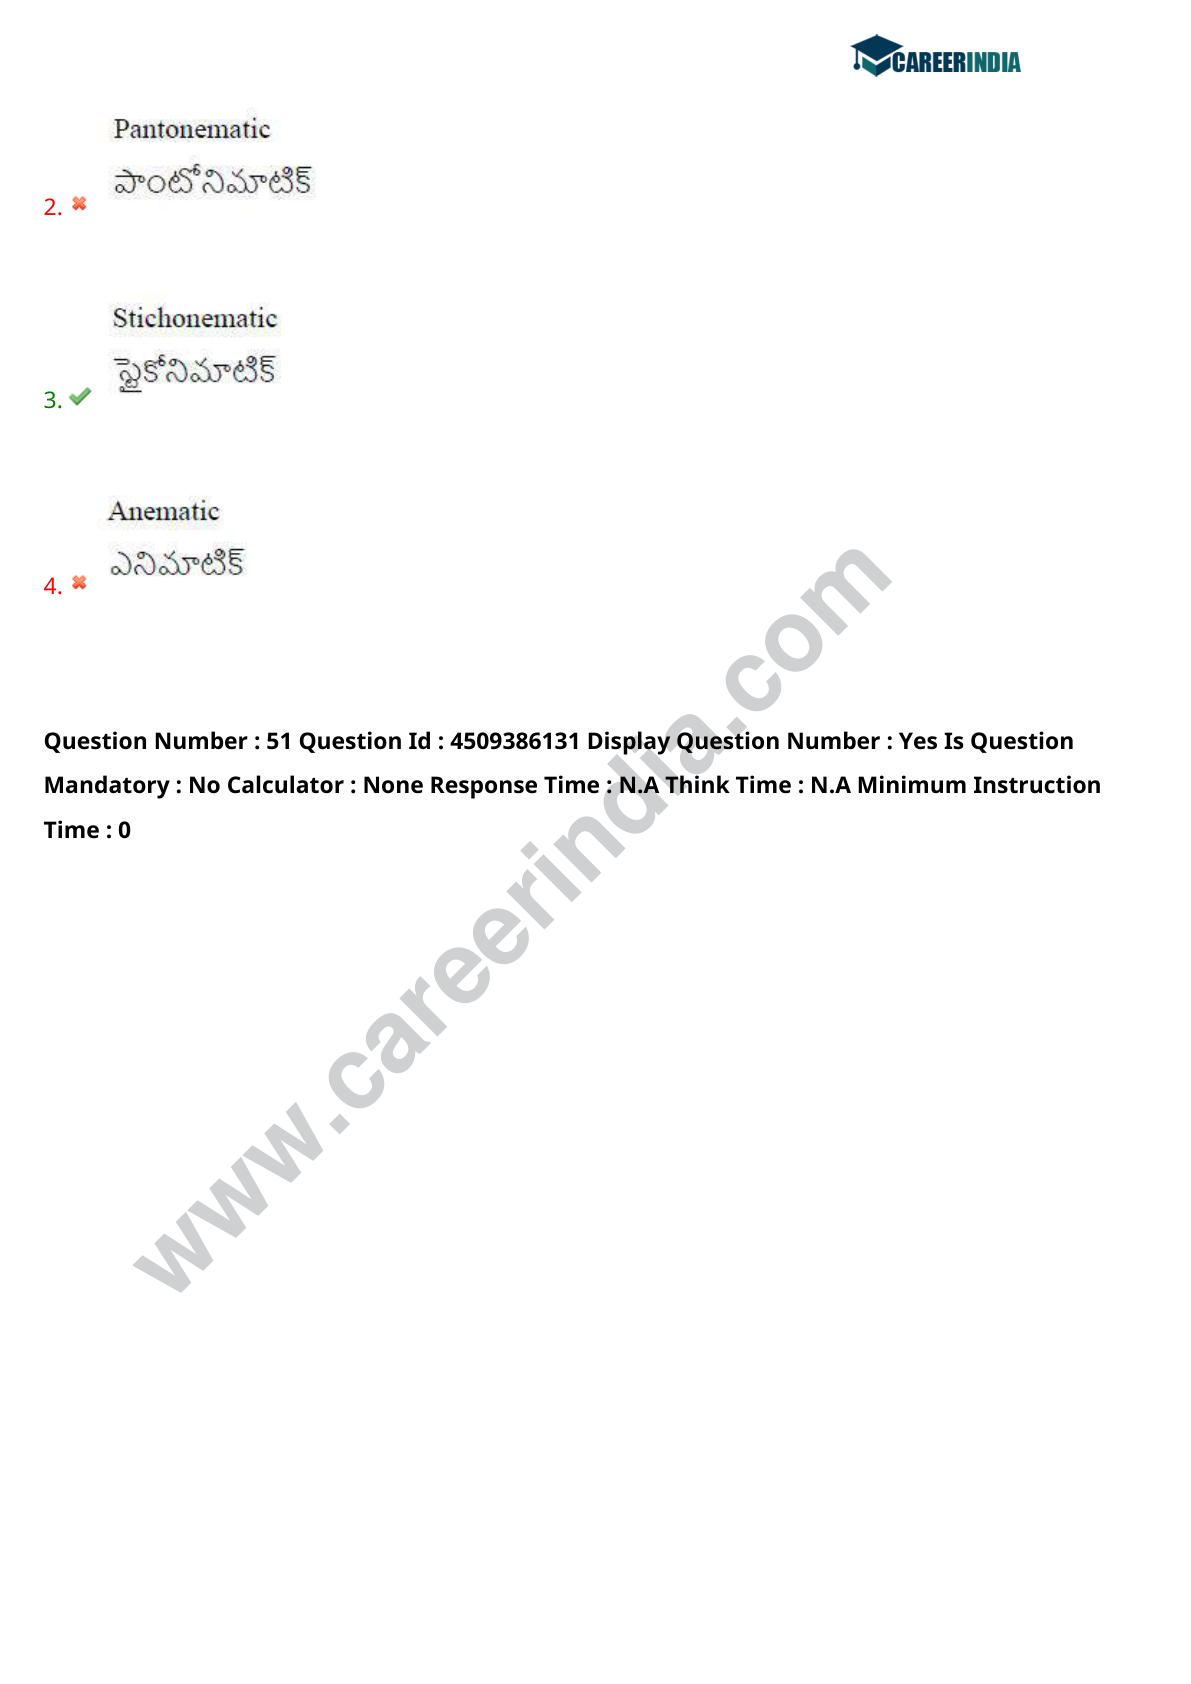 CAREERINDIA
Pantonematic
పాంటోనిమాటిక్
2.
Stichonematic
స్టైకోనిమాటిక్
3.
Anematic
ఎనిమాటిక్
4.
Question Number : 51 Question Id : 4509386131 Display Question Number : Yes Is Question
Mandatory : No Calculator : None Response Time : N.A Think Time : N.A Minimum Instruction
Time : 0
www.careerindia.com